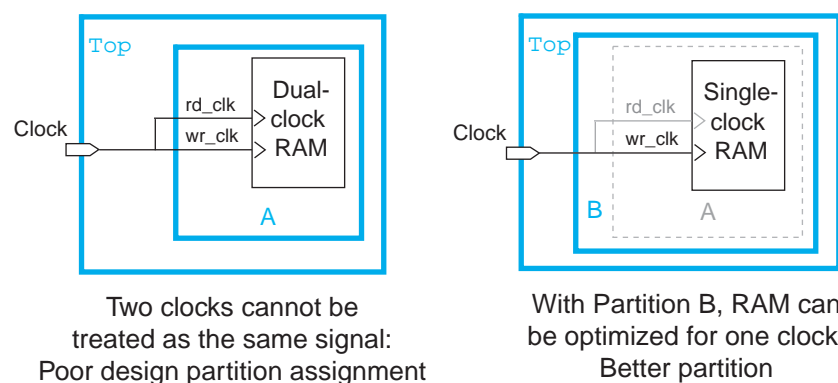 Top
Dual-
clock
RAM
rd_clk
wr_clk
Clock
A
Two clocks cannot be
treated as the same signal:
Poor design partition assignment
Top
Single-
clock
RAM
rd_clk
wr_clk
Clock
B
A
With Partition B, RAM can
be optimized for one clock
Better partition